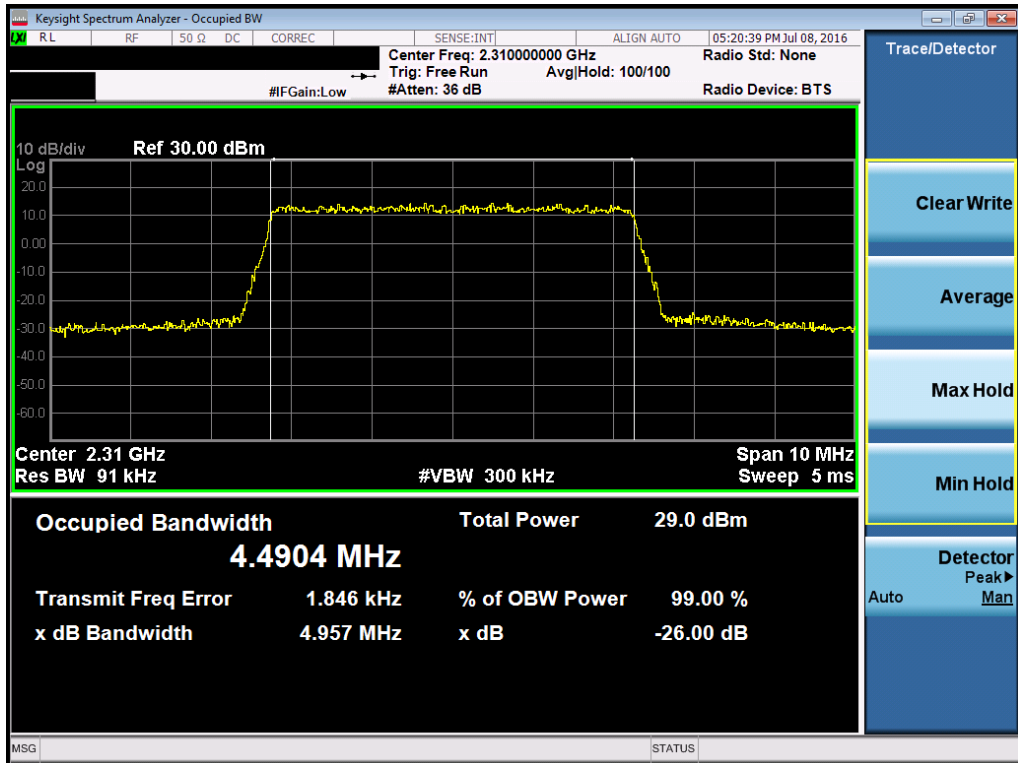 Keysight Spectrum Analyzer - Occupied BW
LXI RL RF 50 Ω DC CORREC SENSE:INT ALIGN AUTO 05:20:39 PM Jul 08, 2016
Center Freq: 2.310000000 GHz Radio Std: None
Trig: Free Run Avg|Hold: 100/100
#IFGain:Low #Atten: 36 dB Radio Device: BTS
10 dB/div Ref 30.00 dBm
Log
20.0
10.0
0.00
-10.0
-20.0
-30.0
-40.0
-50.0
-60.0
Center 2.31 GHz Span 10 MHz
Res BW 91 kHz #VBW 300 kHz Sweep 5 ms
Occupied Bandwidth Total Power 29.0 dBm
4.4904 MHz
Transmit Freq Error 1.846 kHz % of OBW Power 99.00 %
x dB Bandwidth 4.957 MHz x dB -26.00 dB
MSG STATUS
Trace/Detector
Clear Write
Average
Max Hold
Min Hold
Detector
Peak▶
Auto Man